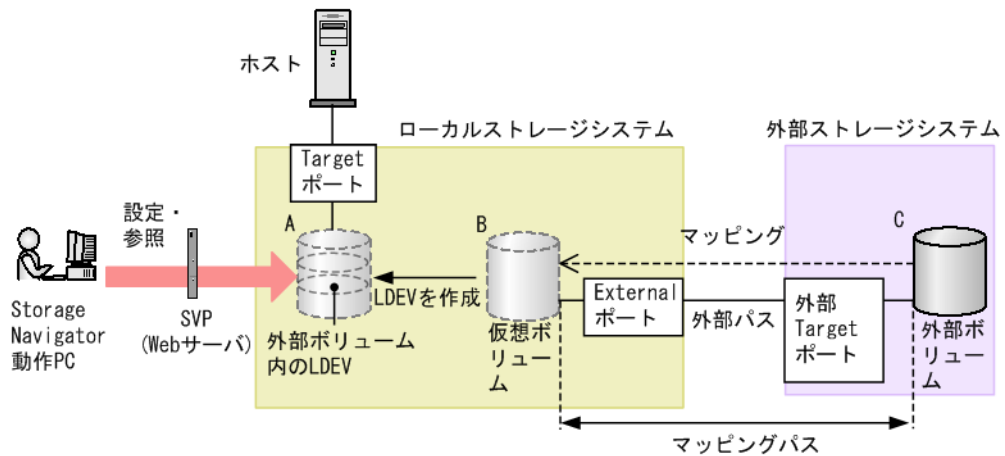 ホスト
ローカルストレージシステム
外部ストレージシステム
Target
ポート
設定・
参照
A
B
C
マッピング
LDEVを作成
Storage
Navigator
動作PC
SVP
(Webサーバ)
外部ボリューム
内のLDEV
仮想ボ
リュー
ム
External
ポート
外部パス
外部
Target
ポート
外部ボ
リュー
ム
マッピングパス